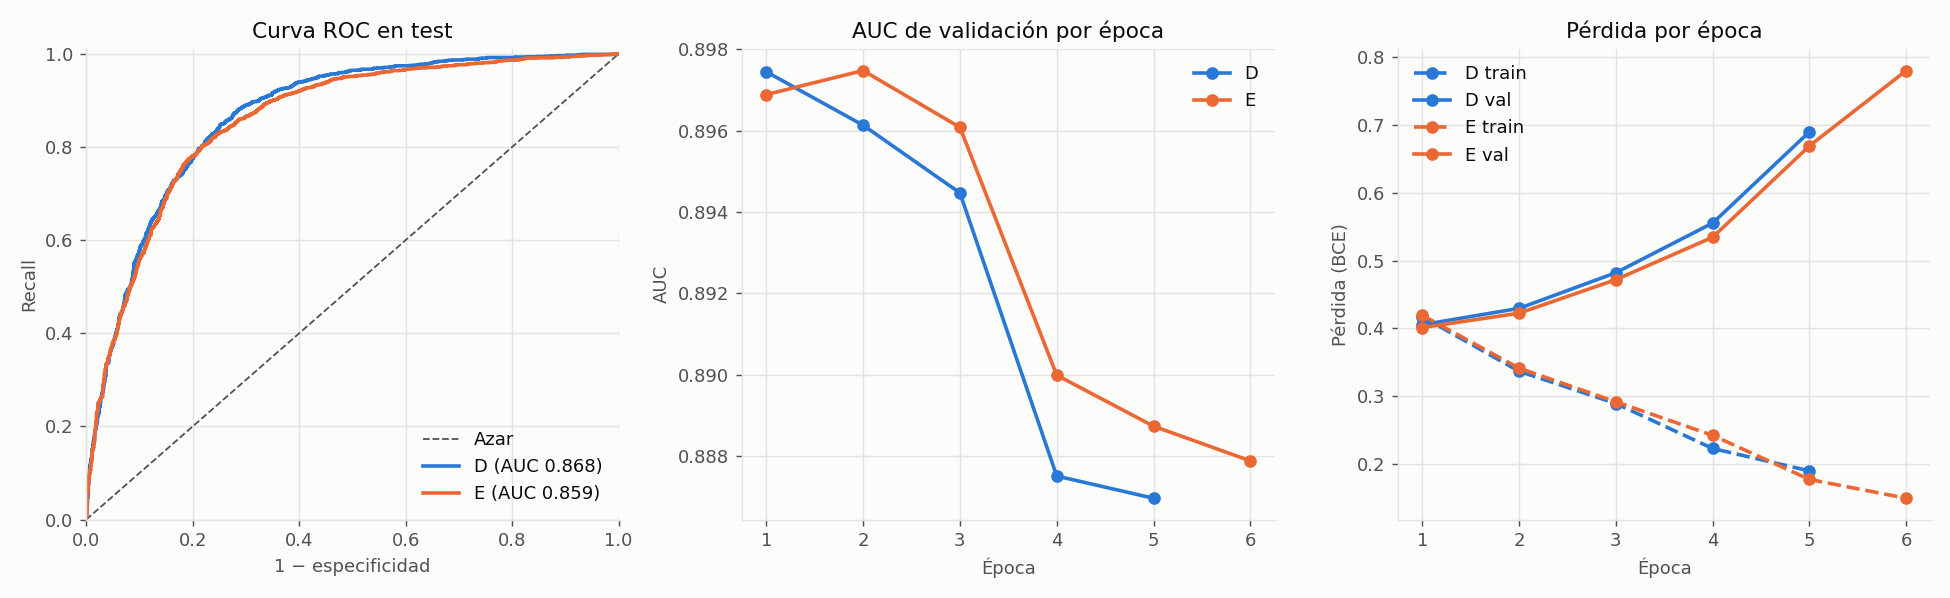 Curva ROC en test
1.0
0.8
0.6
0.4
0.2
0.0
Recall
0.0 0.2 0.4 0.6 0.8 1.0
1 − especificidad
Azar
D (AUC 0.868)
E (AUC 0.859)
AUC de validación por época
0.898
0.896
0.894
0.892
0.890
0.888
AUC
1 2 3 4 5 6
Época
D
E
Pérdida por época
0.8
0.7
0.6
0.5
0.4
0.3
0.2
Pérdida (BCE)
1 2 3 4 5 6
Época
D train
D val
E train
E val